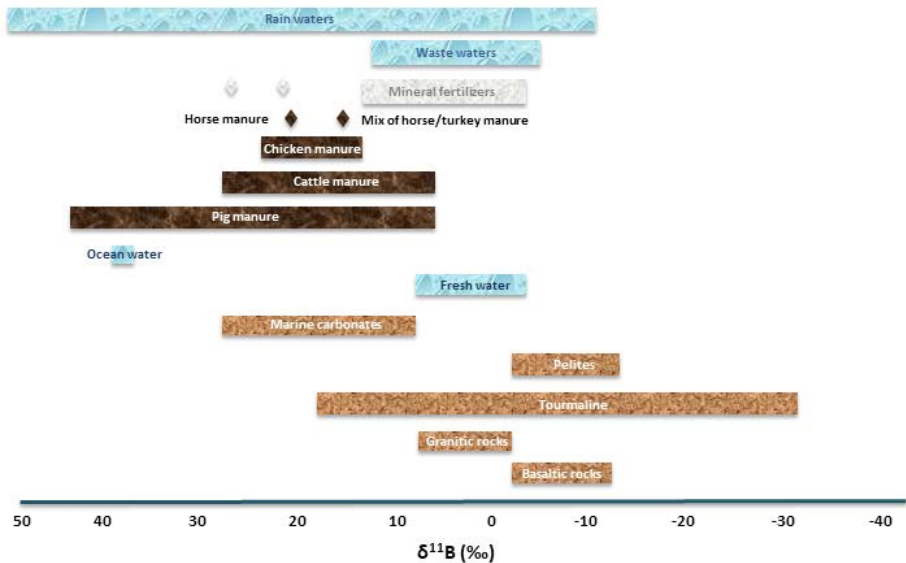 Rain waters
Waste waters
Mineral fertilizers
Horse manure
Mix of horse/turkey manure
Chicken manure
Cattle manure
Pig manure
Ocean water
Fresh water
Marine carbonates
Pelites
Tourmaline
Granitic rocks
Basaltic rocks
50 40 30 20 10 0 -10 -20 -30 -40
δ¹¹B (‰)